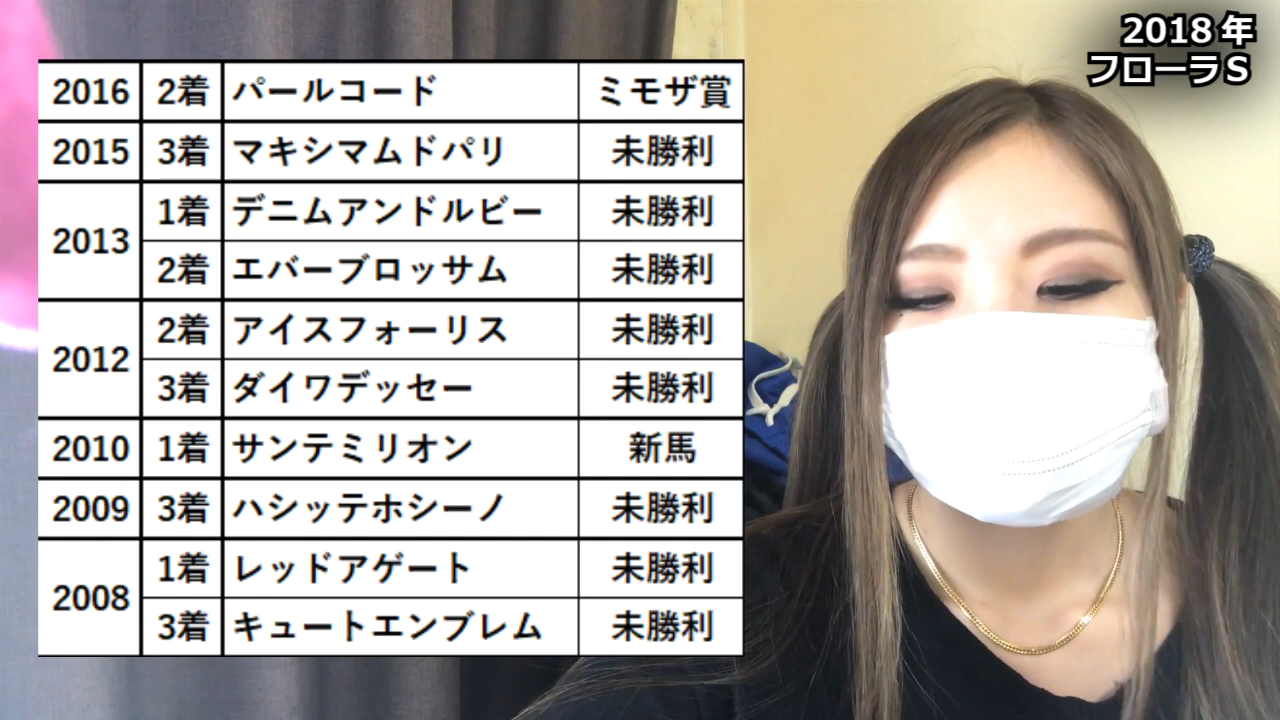 2018年
フローラS
2016 2着 パールコード ミモザ賞
2015 3着 マキシマムドパリ 未勝利
2013 1着 デニムアンドルビー 未勝利
2着 エバーブロッサム 未勝利
2012 2着 アイスフォーリス 未勝利
3着 ダイワデッセー 未勝利
2010 1着 サンテミリオン 新馬
2009 3着 ハシッテホシーノ 未勝利
2008 1着 レッドアゲート 未勝利
3着 キュートエンブレム 未勝利